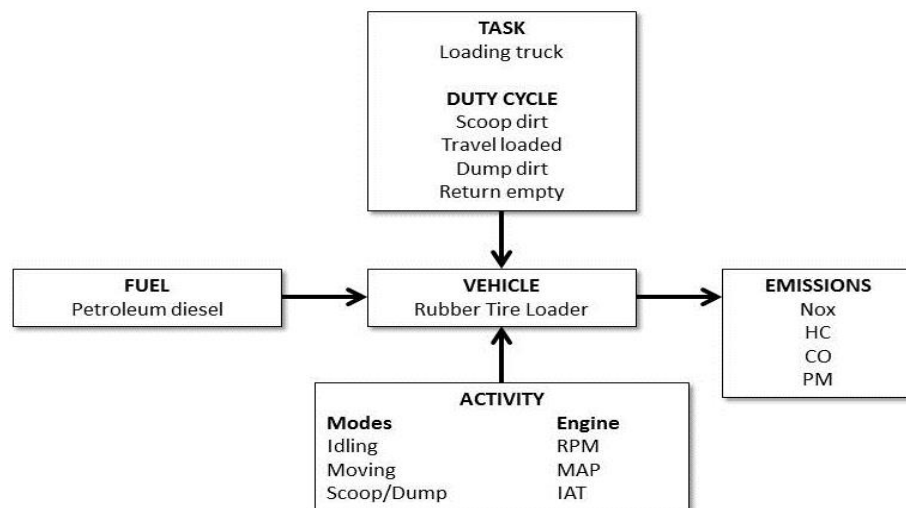 TASK
Loading truck
DUTY CYCLE
Scoop dirt
Travel loaded
Dump dirt
Return empty
FUEL
Petroleum diesel
VEHICLE
Rubber Tire Loader
EMISSIONS
Nox
HC
CO
PM
ACTIVITY
Modes Engine
Idling RPM
Moving MAP
Scoop/Dump IAT